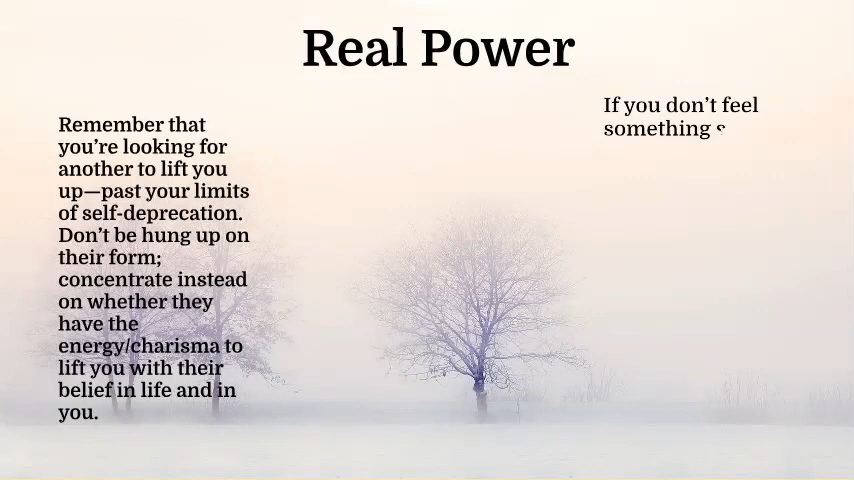 Real Power
Remember that
you’re looking for
another to lift you
up—past your limits
of self-deprecation.
Don’t be hung up on
their form;
concentrate instead
on whether they
have the
energy/charisma to
lift you with their
belief in life and in
you.
If you don’t feel
something